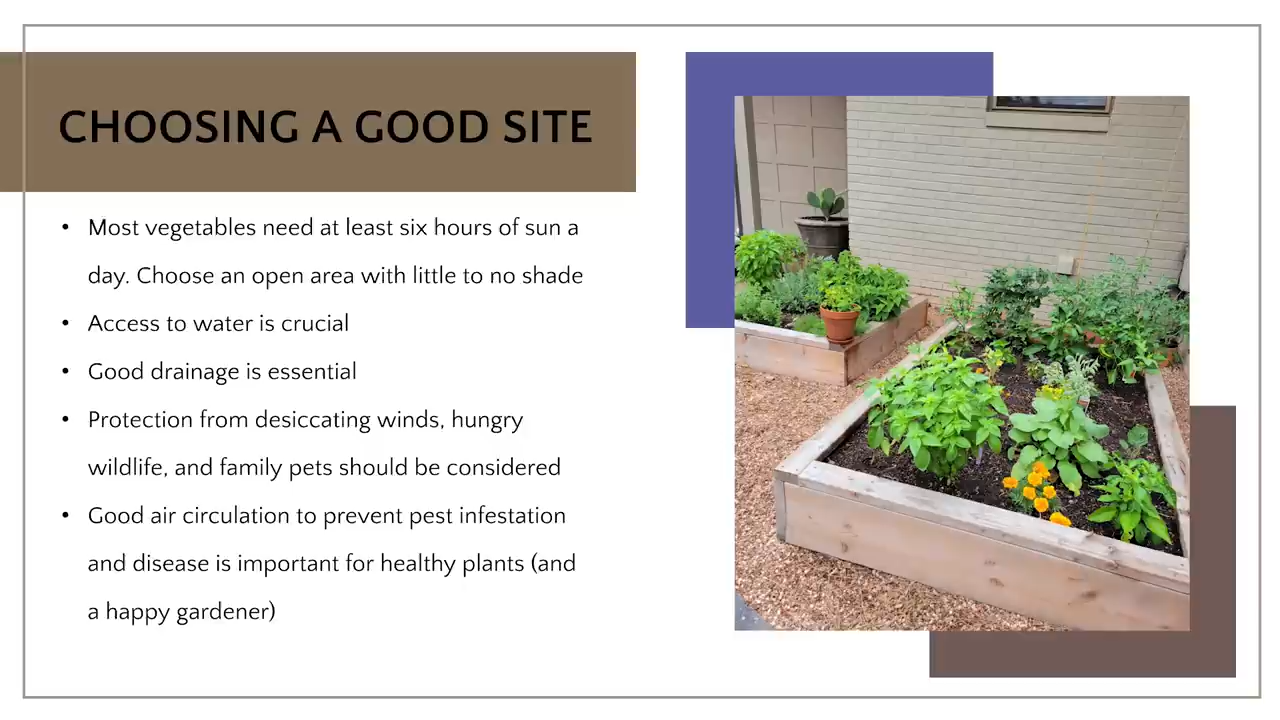 CHOOSING A GOOD SITE
• Most vegetables need at least six hours of sun a
day. Choose an open area with little to no shade
• Access to water is crucial
• Good drainage is essential
• Protection from desiccating winds, hungry
wildlife, and family pets should be considered
• Good air circulation to prevent pest infestation
and disease is important for healthy plants (and
a happy gardener)